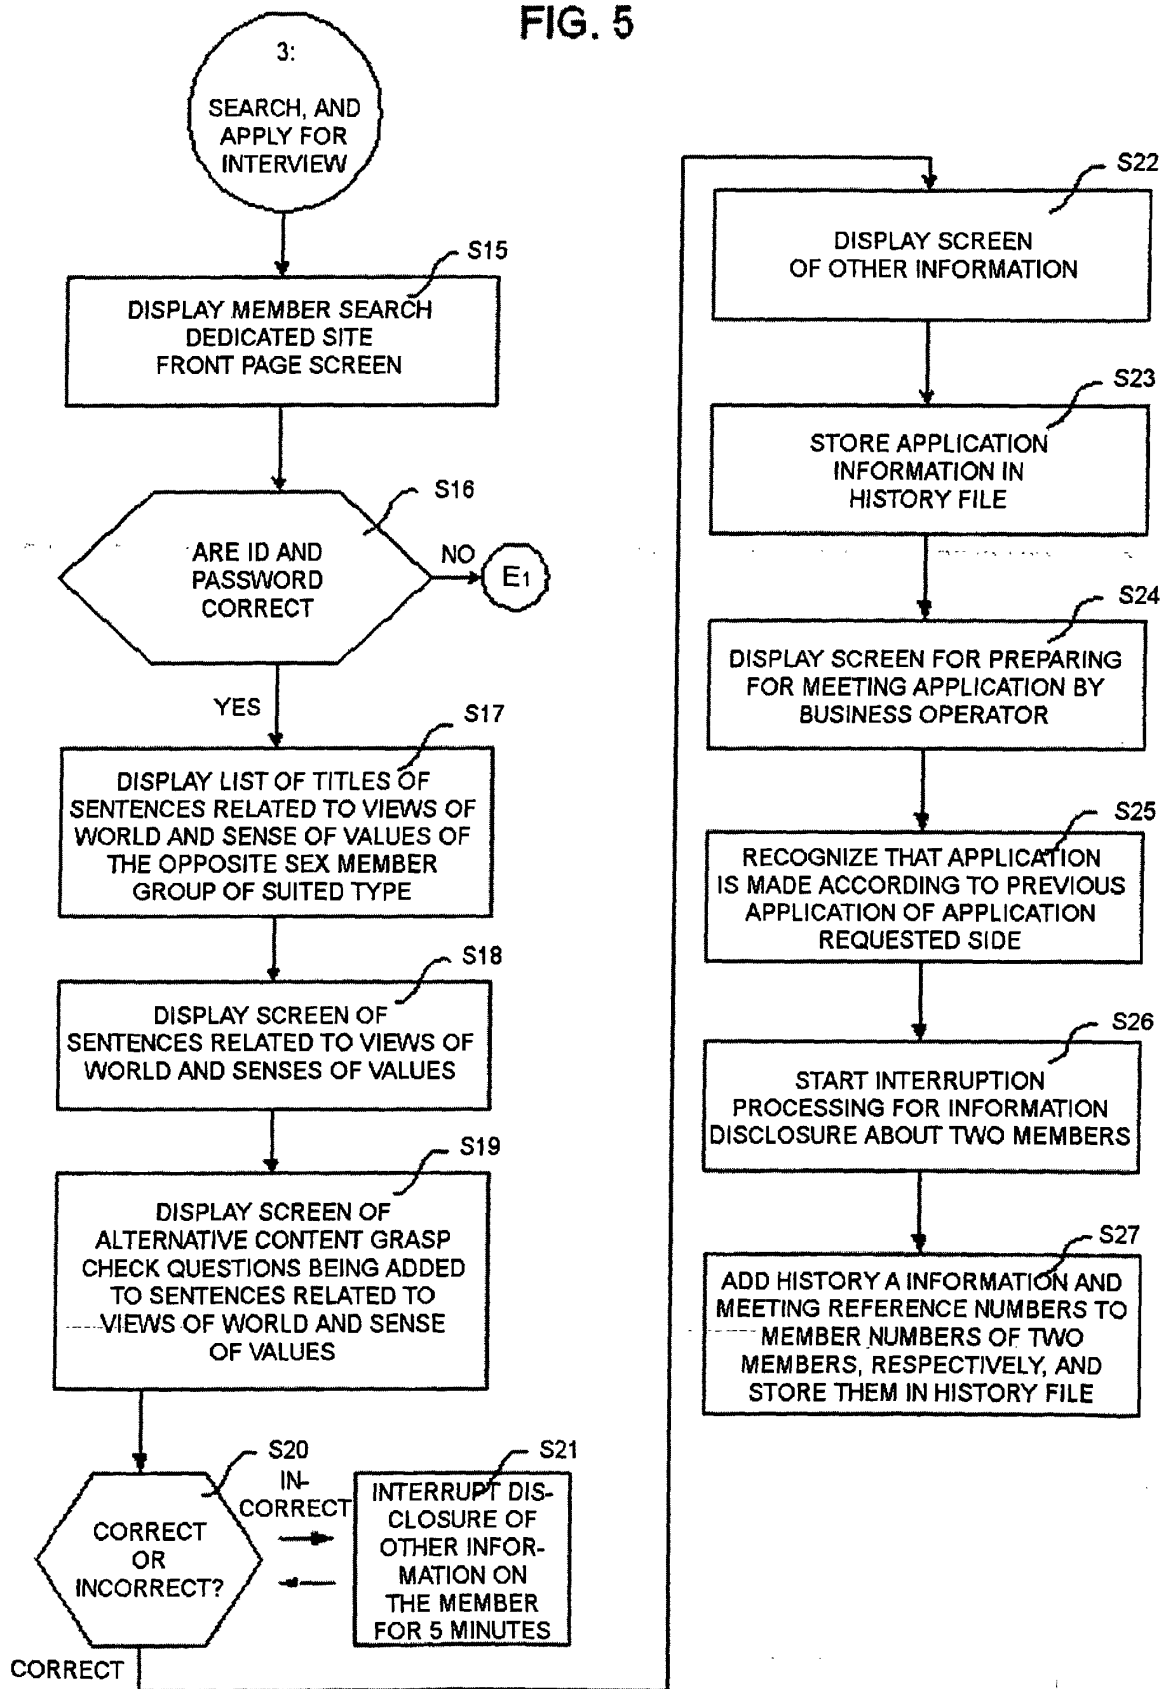 FIG. 5
3:
SEARCH, AND
APPLY FOR
INTERVIEW
S15
DISPLAY MEMBER SEARCH
DEDICATED SITE
FRONT PAGE SCREEN
S16
ARE ID AND
PASSWORD
CORRECT
NO
E1
YES
S17
DISPLAY LIST OF TITLES OF
SENTENCES RELATED TO VIEWS OF
WORLD AND SENSE OF VALUES OF
THE OPPOSITE SEX MEMBER
GROUP OF SUITED TYPE
S18
DISPLAY SCREEN OF
SENTENCES RELATED TO VIEWS OF
WORLD AND SENSES OF VALUES
S19
DISPLAY SCREEN OF
ALTERNATIVE CONTENT GRASP
CHECK QUESTIONS BEING ADDED
TO SENTENCES RELATED TO
VIEWS OF WORLD AND SENSE
OF VALUES
S20
CORRECT
OR
INCORRECT?
IN-
CORRECT
S21
INTERRUPT DIS-
CLOSURE OF
OTHER INFOR-
MATION ON
THE MEMBER
FOR 5 MINUTES
CORRECT
S22
DISPLAY SCREEN
OF OTHER INFORMATION
S23
STORE APPLICATION
INFORMATION IN
HISTORY FILE
S24
DISPLAY SCREEN FOR PREPARING
FOR MEETING APPLICATION BY
BUSINESS OPERATOR
S25
RECOGNIZE THAT APPLICATION
IS MADE ACCORDING TO PREVIOUS
APPLICATION OF APPLICATION
REQUESTED SIDE
S26
START INTERRUPTION
PROCESSING FOR INFORMATION
DISCLOSURE ABOUT TWO MEMBERS
S27
ADD HISTORY A INFORMATION AND
MEETING REFERENCE NUMBERS TO
MEMBER NUMBERS OF TWO
MEMBERS, RESPECTIVELY, AND
STORE THEM IN HISTORY FILE